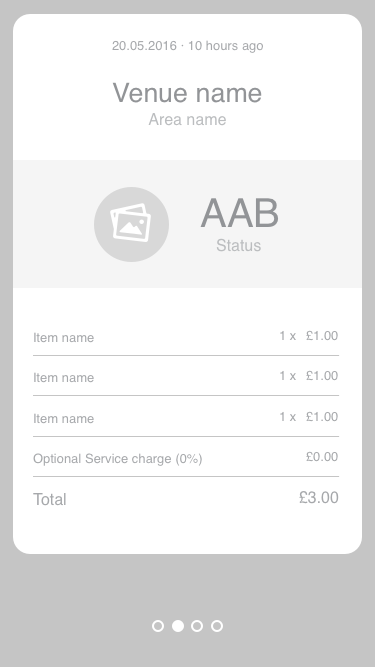 20.05.2016 · 10 hours ago
Venue name
Area name
AAB
Status
Item name 1 x £1.00
Item name 1 x £1.00
Item name 1 x £1.00
Optional Service charge (0%) £0.00
Total £3.00